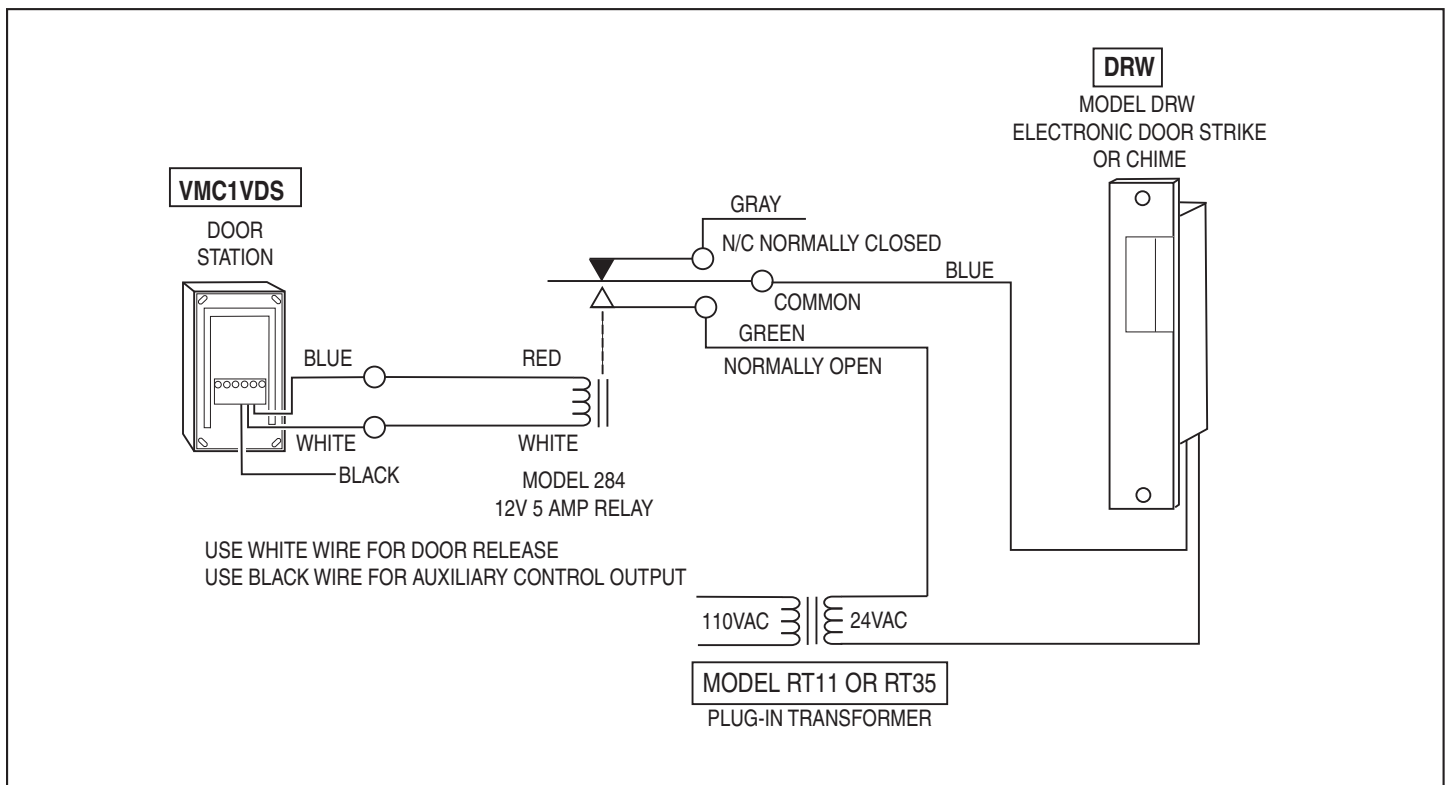 DRW
MODEL DRW
ELECTRONIC DOOR STRIKE
OR CHIME
VMC1VDS
DOOR
STATION
GRAY
N/C NORMALLY CLOSED
BLUE
COMMON
GREEN
NORMALLY OPEN
BLUE
RED
WHITE
WHITE
BLACK
MODEL 284
12V 5 AMP RELAY
USE WHITE WIRE FOR DOOR RELEASE
USE BLACK WIRE FOR AUXILIARY CONTROL OUTPUT
110VAC
24VAC
MODEL RT11 OR RT35
PLUG-IN TRANSFORMER